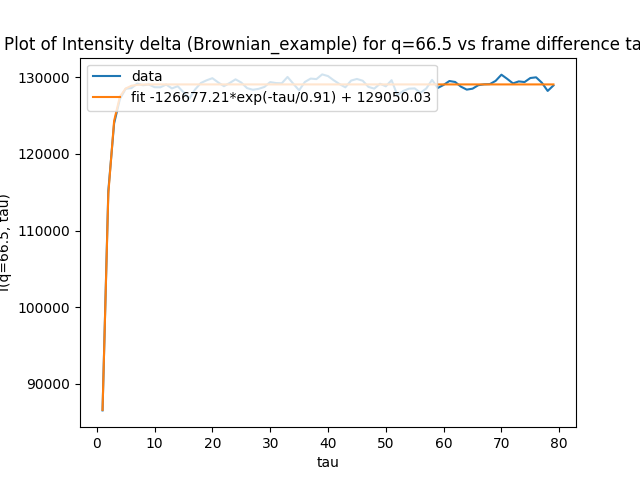 Plot of Intensity delta (Brownian_example) for q=66.5 vs frame difference ta
data
fit -126677.21*exp(-tau/0.91) + 129050.03
130000
120000
110000
100000
90000
I(q=66.5, tau)
0 10 20 30 40 50 60 70 80
tau